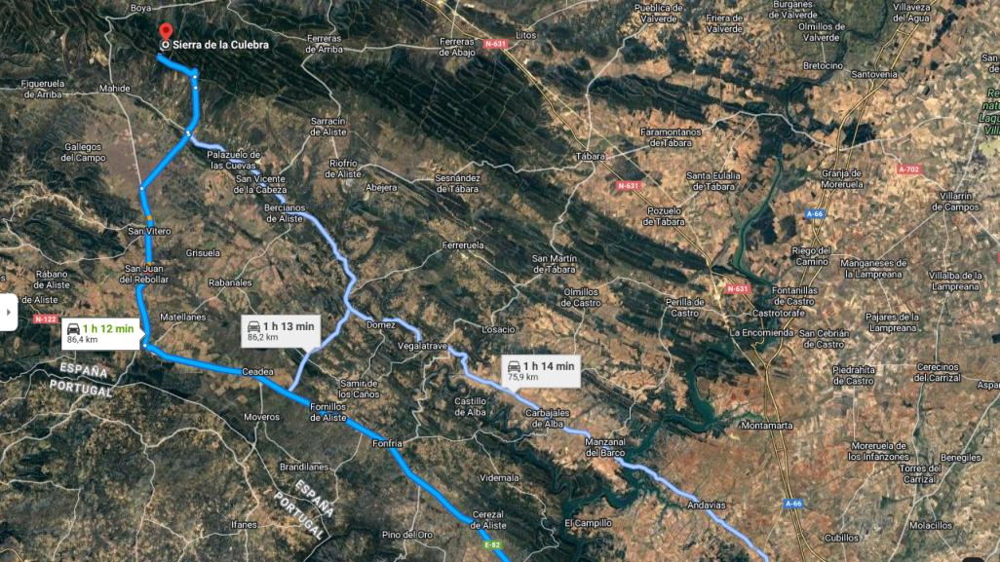 Boya
Pueblica de
Valverde
Friera de
Valverde
Burganes
de Valverde
Villaveza
del Agua
Olmillos de
Valverde
Sierra de la Culebra
Ferreras
de Arriba
Ferreras
de Abajo
Litos
N-631
Bretocino
Santovenia
Figueruela
de Arriba
Mahide
Sarracín
de Aliste
Faramontanos
de Tábara
Gallegos
del Campo
Palazuelo de
las Cuevas
Riofrío
de Aliste
Tábara
San Vicente
de la Cabeza
Abejera
Sesnández
de Tábara
N-631
Santa Eulalia
de Tábara
Granja de
Moreruela
A-702
Villarrín
de Campos
Bercianos
de Aliste
Pozuelo
de Tábara
A-66
San Vitero
Grisuela
Ferreruela
San Martín
de Tábara
Riego del
Camino
Manganeses de
la Lampreana
San Juan
del Rebollar
Rábano
de Aliste
Rabanales
Villalba de la
Lampreana
de Aliste
Olmillos
de Castro
N-631
Fontanillas
de Castro
Perilla de
Castro
Castrotorafe
N-122
Matellanes
Pajares de la
Lampreana
1 h 12 min
86,4 km
1 h 13 min
86,2 km
Domez
Losacio
La Encomienda
San Cebrián
de Castro
Vegalatrave
1 h 14 min
75,9 km
ESPAÑA
PORTUGAL
Ceadea
Piedrahíta
de Castro
Cerecinos
del Carrizal
Samir de
los Caños
Fornillos
de Aliste
Castillo
de Alba
Carbajales
de Alba
Moveros
Montamarta
Fonfría
Manzanal
del Barco
Moreruela de
los Infanzones
Benegiles
Brandilanes
Torres del
Carrizal
Videmala
ESPAÑA
PORTUGAL
Andavías
A-66
Ifanes
Cerezal
de Aliste
El Campillo
Molacillos
Pino del Oro
E-82
Cubillos